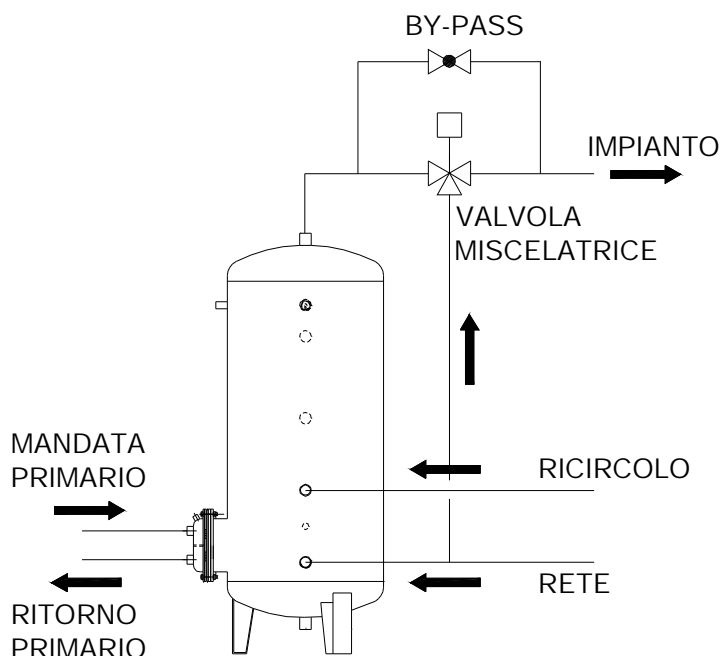 BY-PASS
IMPIANTO
VALVOLA
MISCELATRICE
MANDATA
PRIMARIO
RICIRCOLO
RETE
RITORNO
PRIMARIO